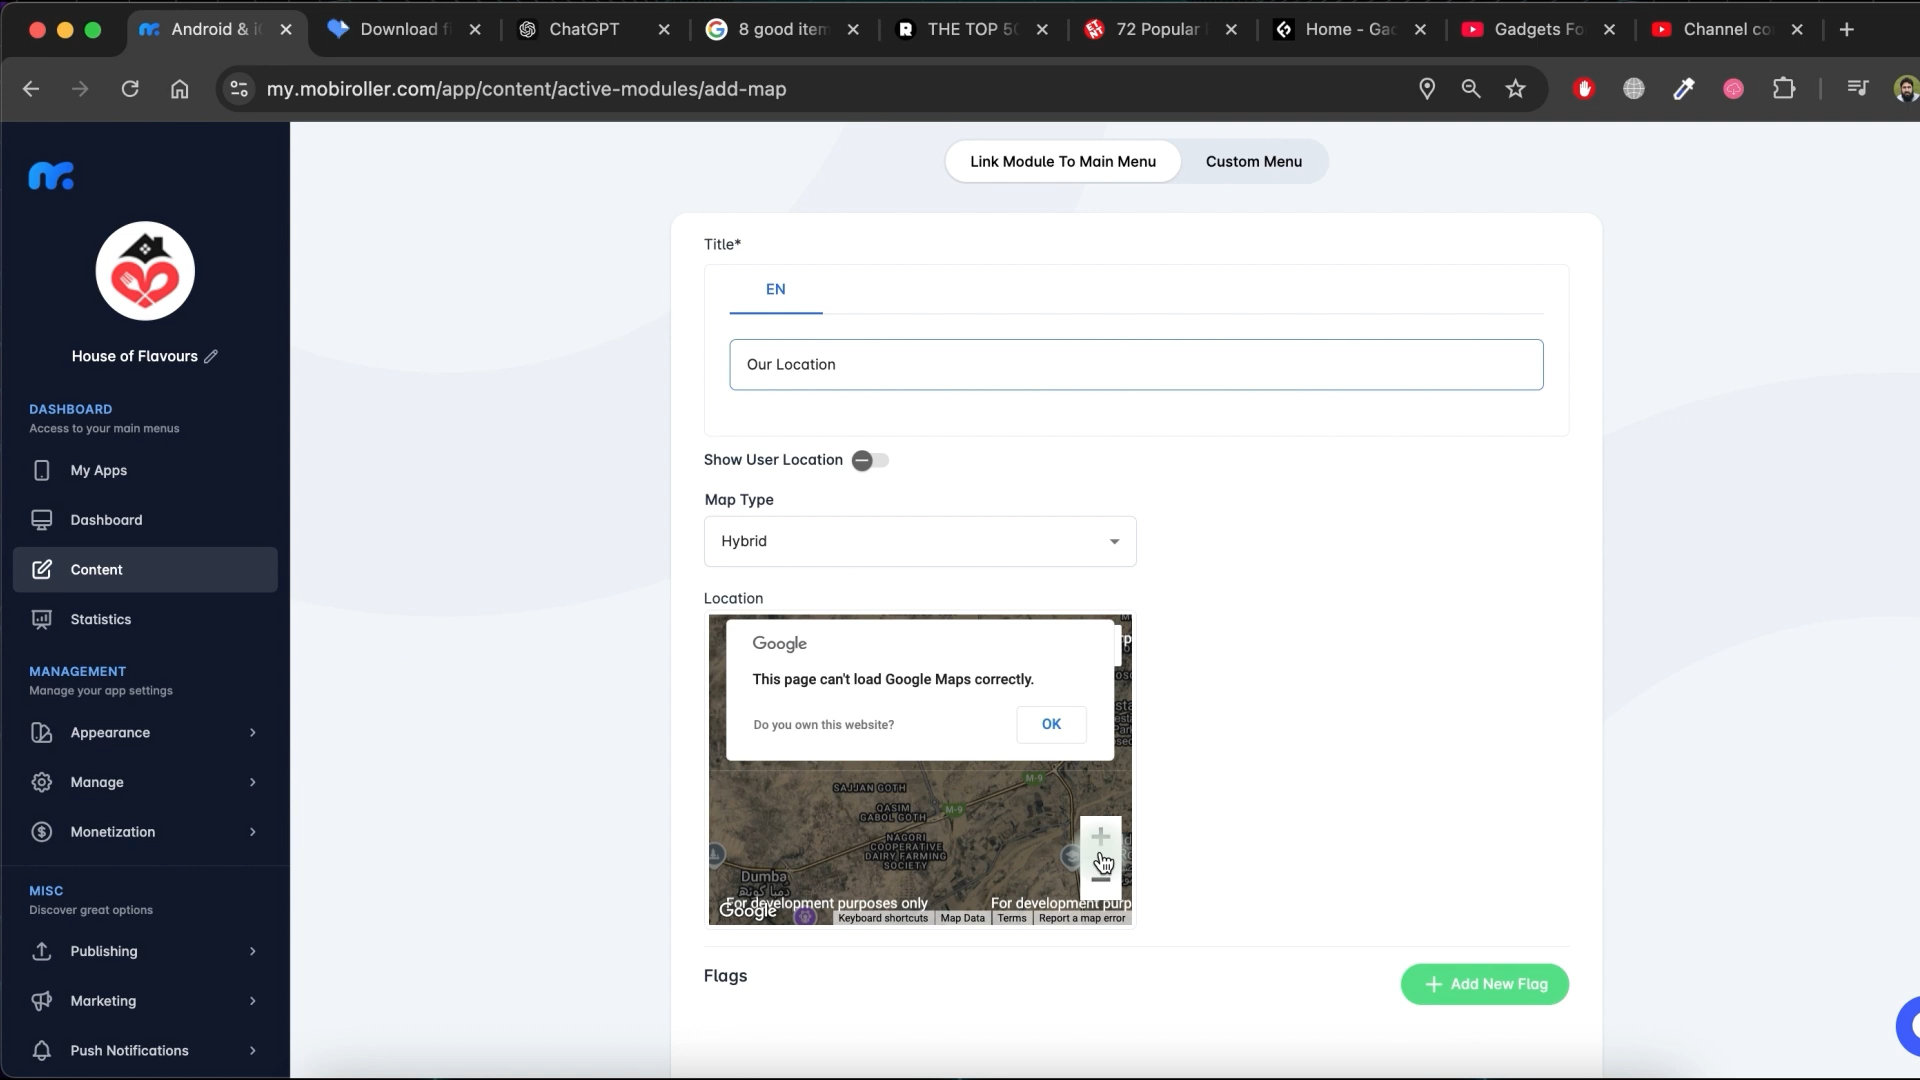 Android & i
Download f
ChatGPT
8 good item
THE TOP 50
72 Popular
Home - Gad
Gadgets Fo
Channel co
my.mobiroller.com/app/content/active-modules/add-map
Link Module To Main Menu
Custom Menu
House of Flavours
DASHBOARD
Access to your main menus
My Apps
Dashboard
Content
Statistics
MANAGEMENT
Manage your app settings
Appearance
Manage
Monetization
MISC
Discover great options
Publishing
Marketing
Push Notifications
Title*
EN
Our Location
Show User Location
Map Type
Hybrid
Location
Google
This page can't load Google Maps correctly.
Do you own this website?
OK
M-9
SAJJAN GOTH
QASIM
GABOL GOTH
M-9
NAGORI
COOPERATIVE
DAIRY FARMING
SOCIETY
Dumba
For development purposes only
For development purp
Google
Keyboard shortcuts
Map Data
Terms
Report a map error
Flags
Add New Flag